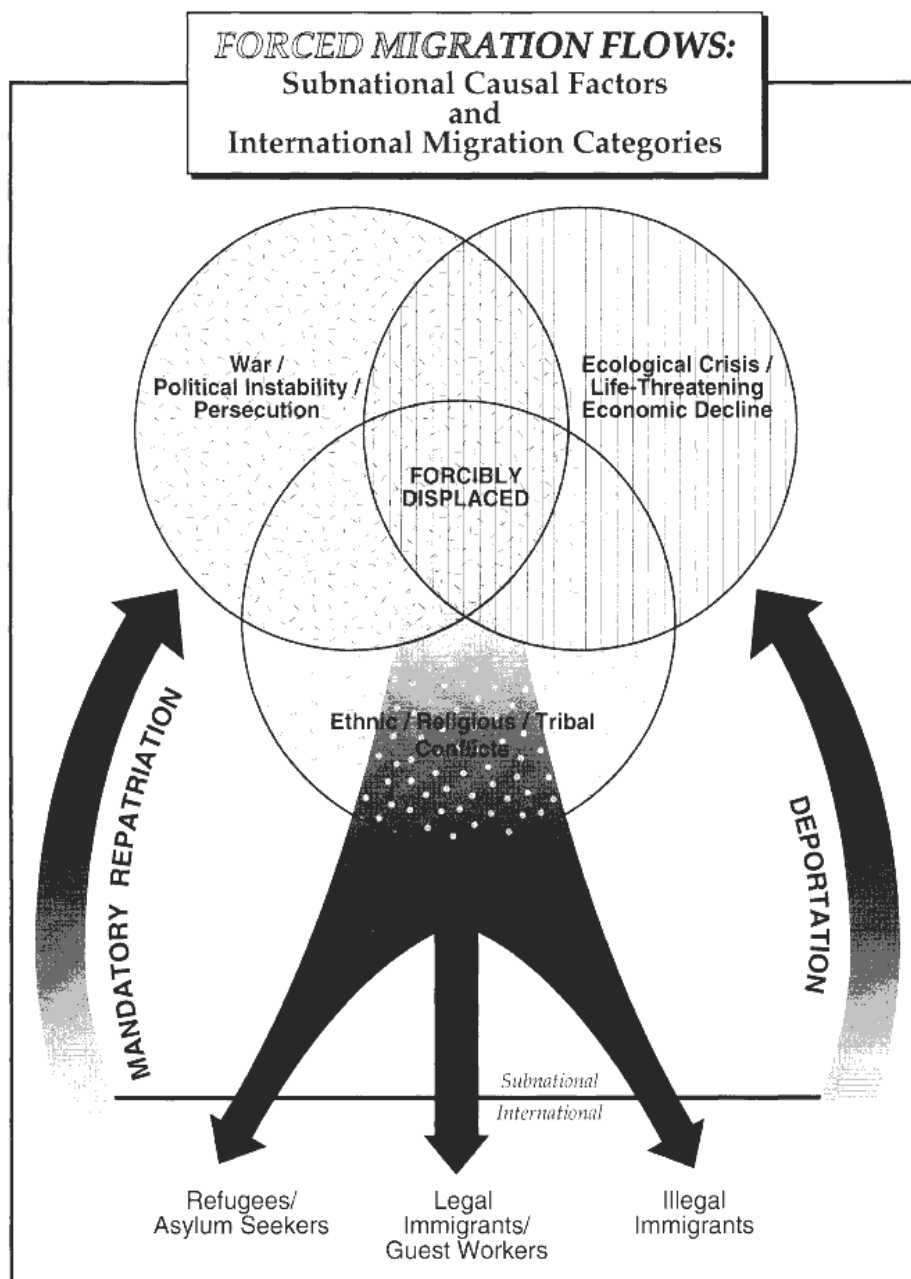 FORCED MIGRATION FLOWS:
Subnational Causal Factors
and
International Migration Categories
War /
Political Instability /
Persecution
Ecological Crisis /
Life-Threatening
Economic Decline
FORCIBLY
DISPLACED
Ethnic / Religious / Tribal
Conflicts
MANDATORY REPATRIATION
DEPORTATION
Subnational
International
Refugees/
Asylum Seekers
Legal
Immigrants/
Guest Workers
Illegal
Immigrants